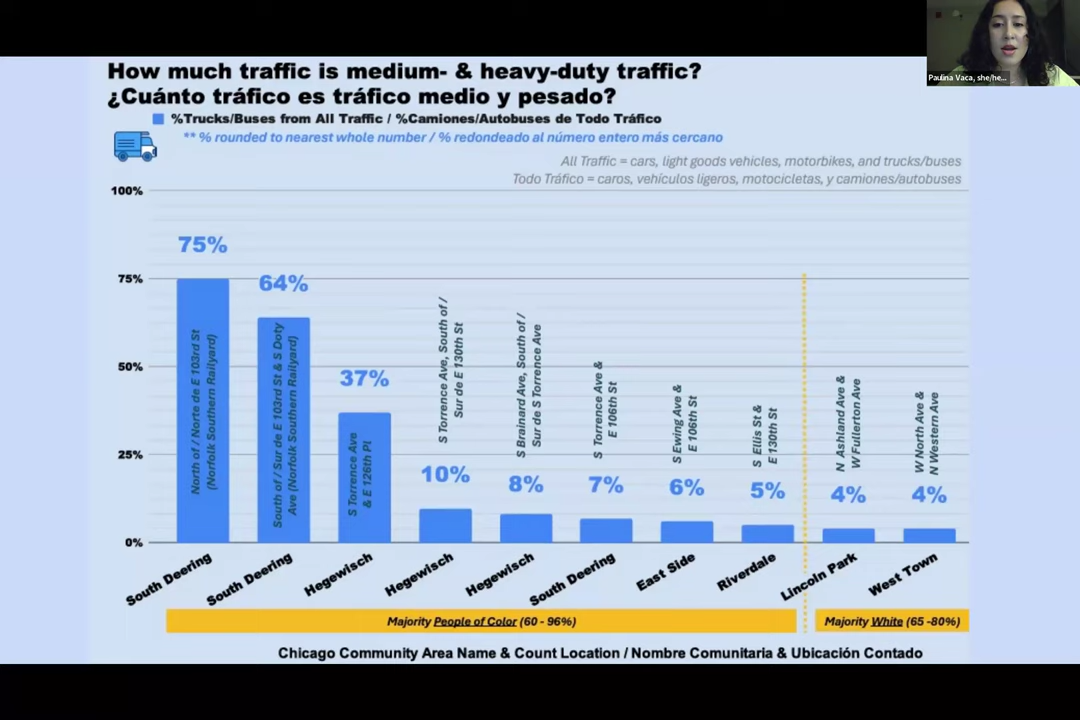 How much traffic is medium- & heavy-duty traffic?
¿Cuánto tráfico es tráfico medio y pesado?
%Trucks/Buses from All Traffic / %Camiones/Autobuses de Todo Tráfico
** % rounded to nearest whole number / % redondeado al número entero más cercano
All Traffic = cars, light goods vehicles, motorbikes, and trucks/buses
Todo Tráfico = caros, vehículos ligeros, motocicletas, y camiones/autobuses
Paulina Vaca, she/he...
100%
75%
50%
25%
0%
75%
North of / Norte de E 103rd St
(Norfolk Southern Railyard)
64%
South of / Sur de E 103rd St & S Doty
Ave (Norfolk Southern Railyard)
37%
S Torrence Ave
& E 126th Pl
S Torrence Ave, South of /
Sur de E 130th St
10%
S Brainard Ave, South of /
Sur de S Torrence Ave
8%
S Torrence Ave &
E 106th St
7%
S Ewing Ave &
E 106th St
6%
S Ellis St &
E 130th St
5%
N Ashland Ave &
W Fullerton Ave
4%
W North Ave &
N Western Ave
4%
South Deering
South Deering
Hegewisch
Hegewisch
Hegewisch
South Deering
East Side
Riverdale
Lincoln Park
West Town
Majority People of Color (60 - 96%)
Majority White (65 -80%)
Chicago Community Area Name & Count Location / Nombre Comunitaria & Ubicación Contado